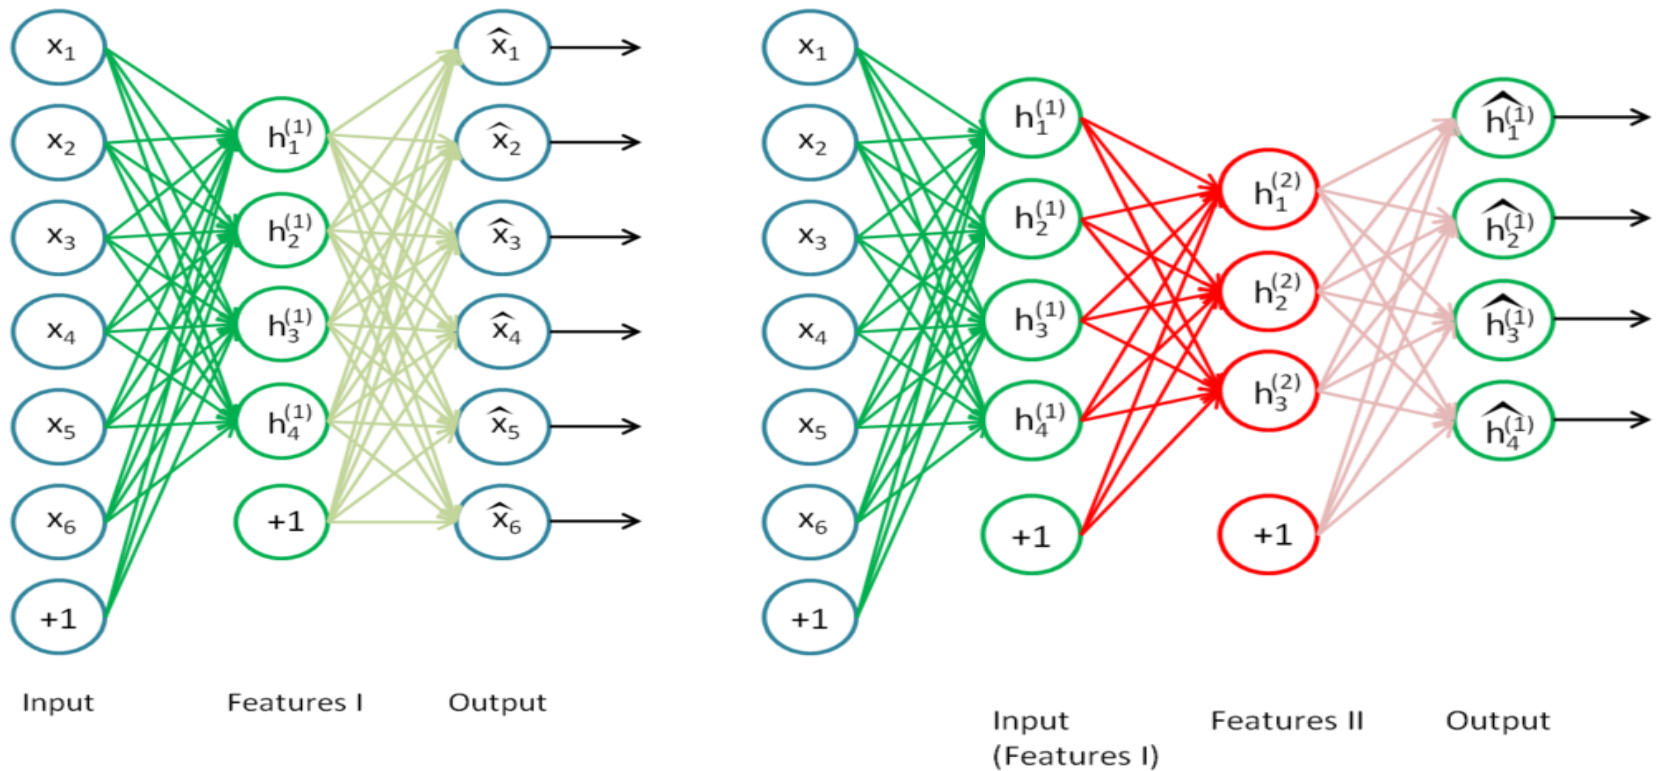 x₁
x₂
x₃
x₄
x₅
x₆
+1
Input
h₁⁽¹⁾
h₂⁽¹⁾
h₃⁽¹⁾
h₄⁽¹⁾
+1
Features I
x̂₁
x̂₂
x̂₃
x̂₄
x̂₅
x̂₆
Output
x₁
x₂
x₃
x₄
x₅
x₆
+1
h₁⁽¹⁾
h₂⁽¹⁾
h₃⁽¹⁾
h₄⁽¹⁾
+1
Input
(Features I)
h₁⁽²⁾
h₂⁽²⁾
h₃⁽²⁾
+1
Features II
ĥ₁⁽¹⁾
ĥ₂⁽¹⁾
ĥ₃⁽¹⁾
ĥ₄⁽¹⁾
Output